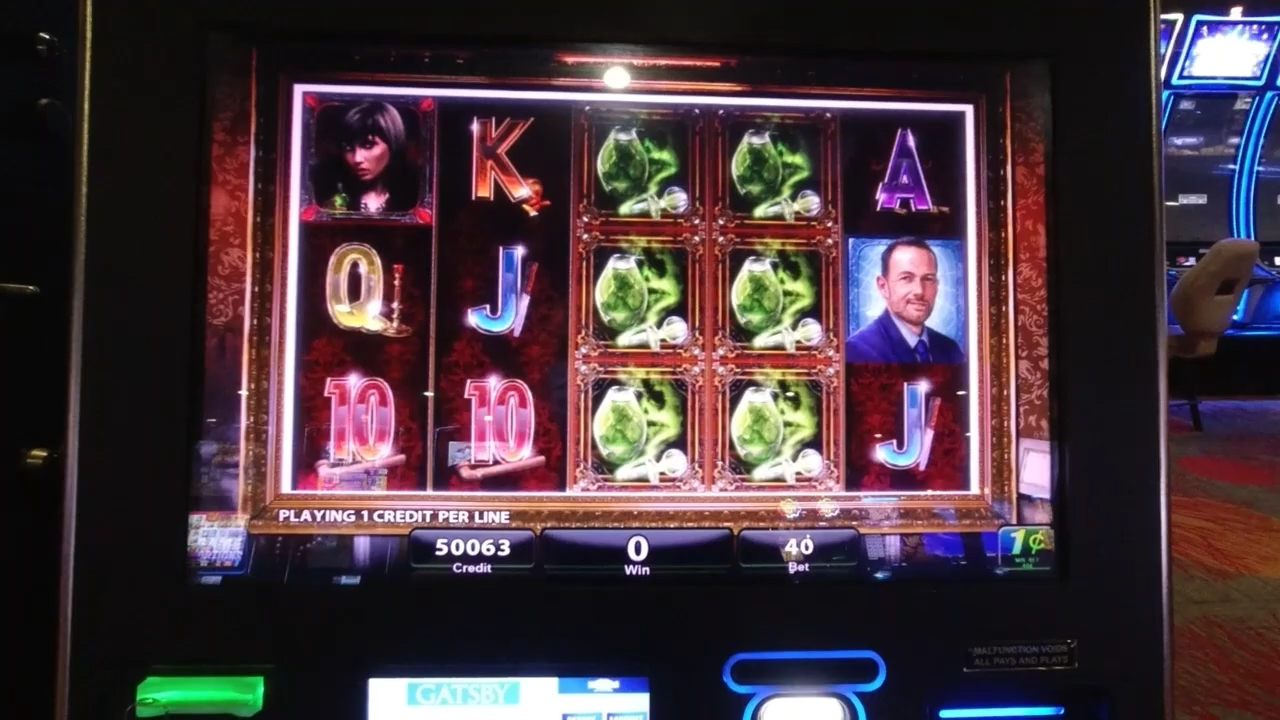 K
A
A
Q
J
10
10
J
PLAYING 1 CREDIT PER LINE
50063
0
40
1¢
Credit
Win
Bet
MALFUNCTION VOIDS
ALL PAYS AND PLAYS
GATSBY